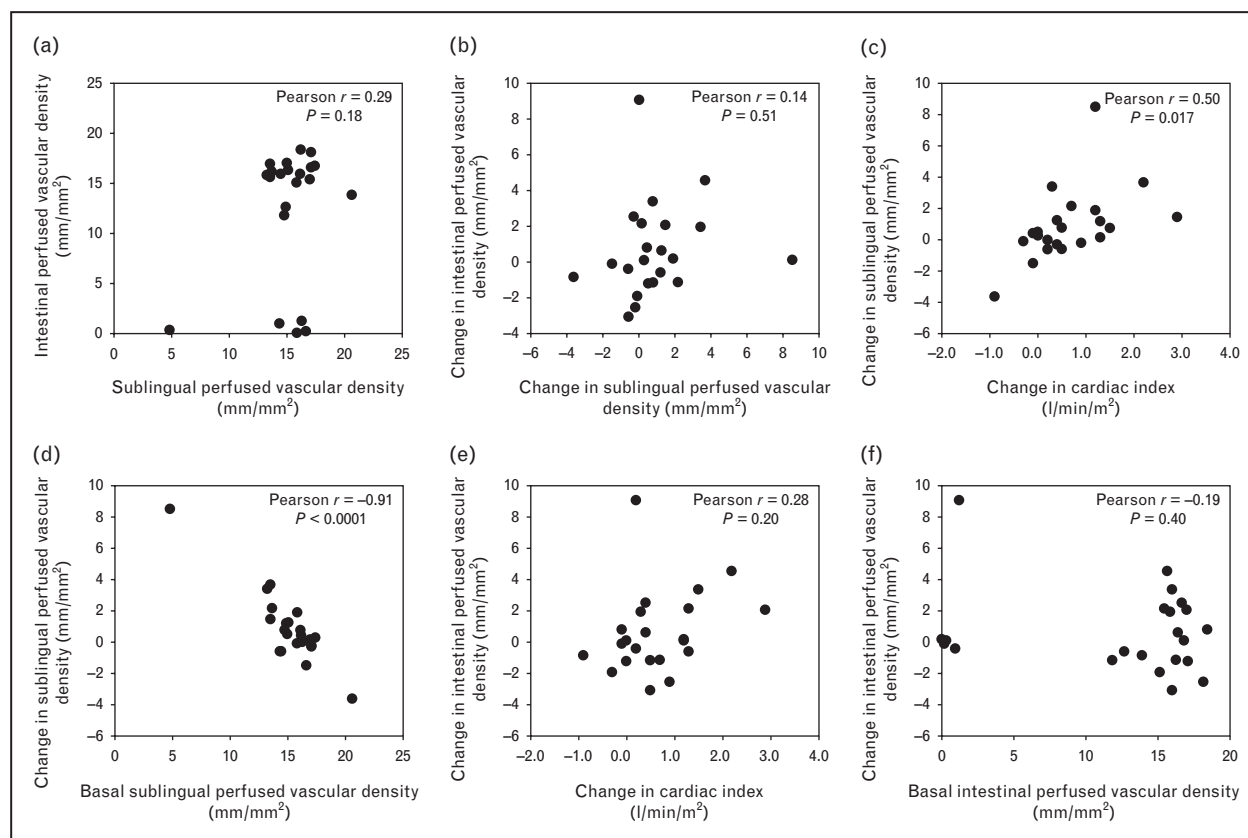 (a)
Intestinal perfused vascular density
(mm/mm²)
25
20
15
10
5
0
Pearson r = 0.29
P = 0.18
0 5 10 15 20 25
Sublingual perfused vascular density
(mm/mm²)
(b)
Change in intestinal perfused vascular
density (mm/mm²)
10
8
6
4
2
0
−2
−4
Pearson r = 0.14
P = 0.51
−6 −4 −2 0 2 4 6 8 10
Change in sublingual perfused vascular
density (mm/mm²)
(c)
Change in sublingual perfused vascular
density (mm/mm²)
10
8
6
4
2
0
−2
−4
−6
Pearson r = 0.50
P = 0.017
−2.0 −1.0 0.0 1.0 2.0 3.0 4.0
Change in cardiac index
(l/min/m²)
(d)
Change in sublingual perfused vascular
density (mm/mm²)
10
8
6
4
2
0
−2
−4
−6
Pearson r = −0.91
P < 0.0001
0 5 10 15 20 25
Basal sublingual perfused vascular density
(mm/mm²)
(e)
Change in intestinal perfused vascular
density (mm/mm²)
10
8
6
4
2
0
−2
−4
−6
Pearson r = 0.28
P = 0.20
−2.0 −1.0 0.0 1.0 2.0 3.0 4.0
Change in cardiac index
(l/min/m²)
(f)
Change in intestinal perfused vascular
density (mm/mm²)
10
8
6
4
2
0
−2
−4
−6
Pearson r = −0.19
P = 0.40
0 5 10 15 20
Basal intestinal perfused vascular density
(mm/mm²)